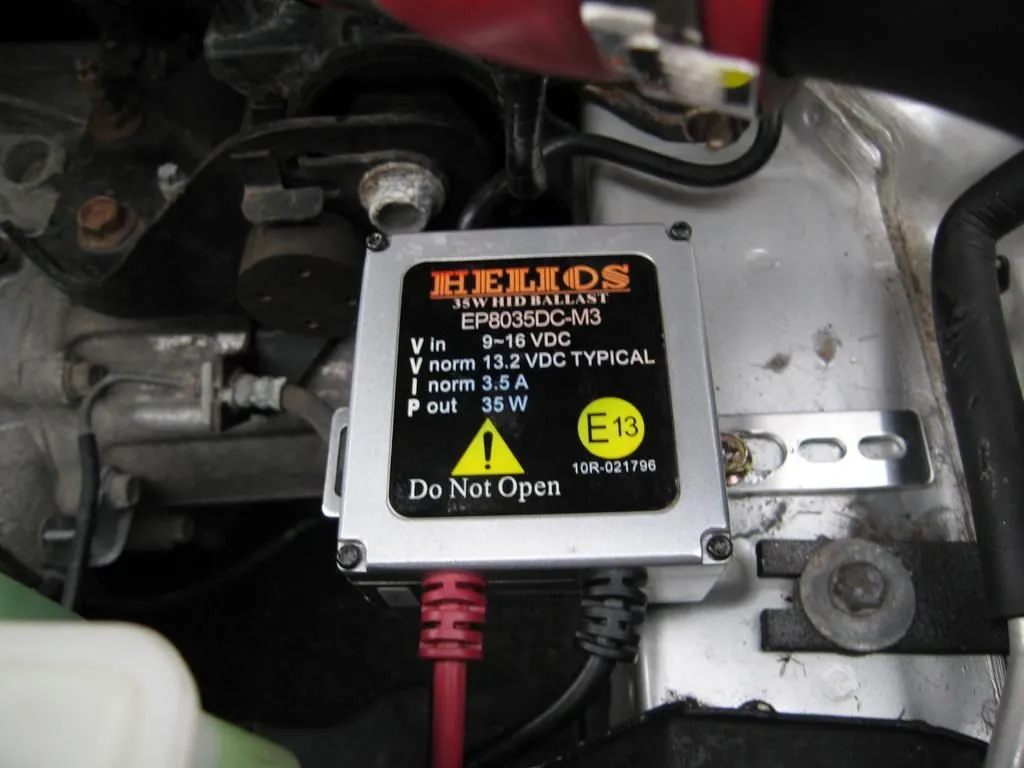 HELIOS
35W HID BALLAST
EP8035DC-M3
V in 9~16 VDC
V norm 13.2 VDC TYPICAL
I norm 3.5 A
P out 35 W
E13
10R-021796
!
Do Not Open